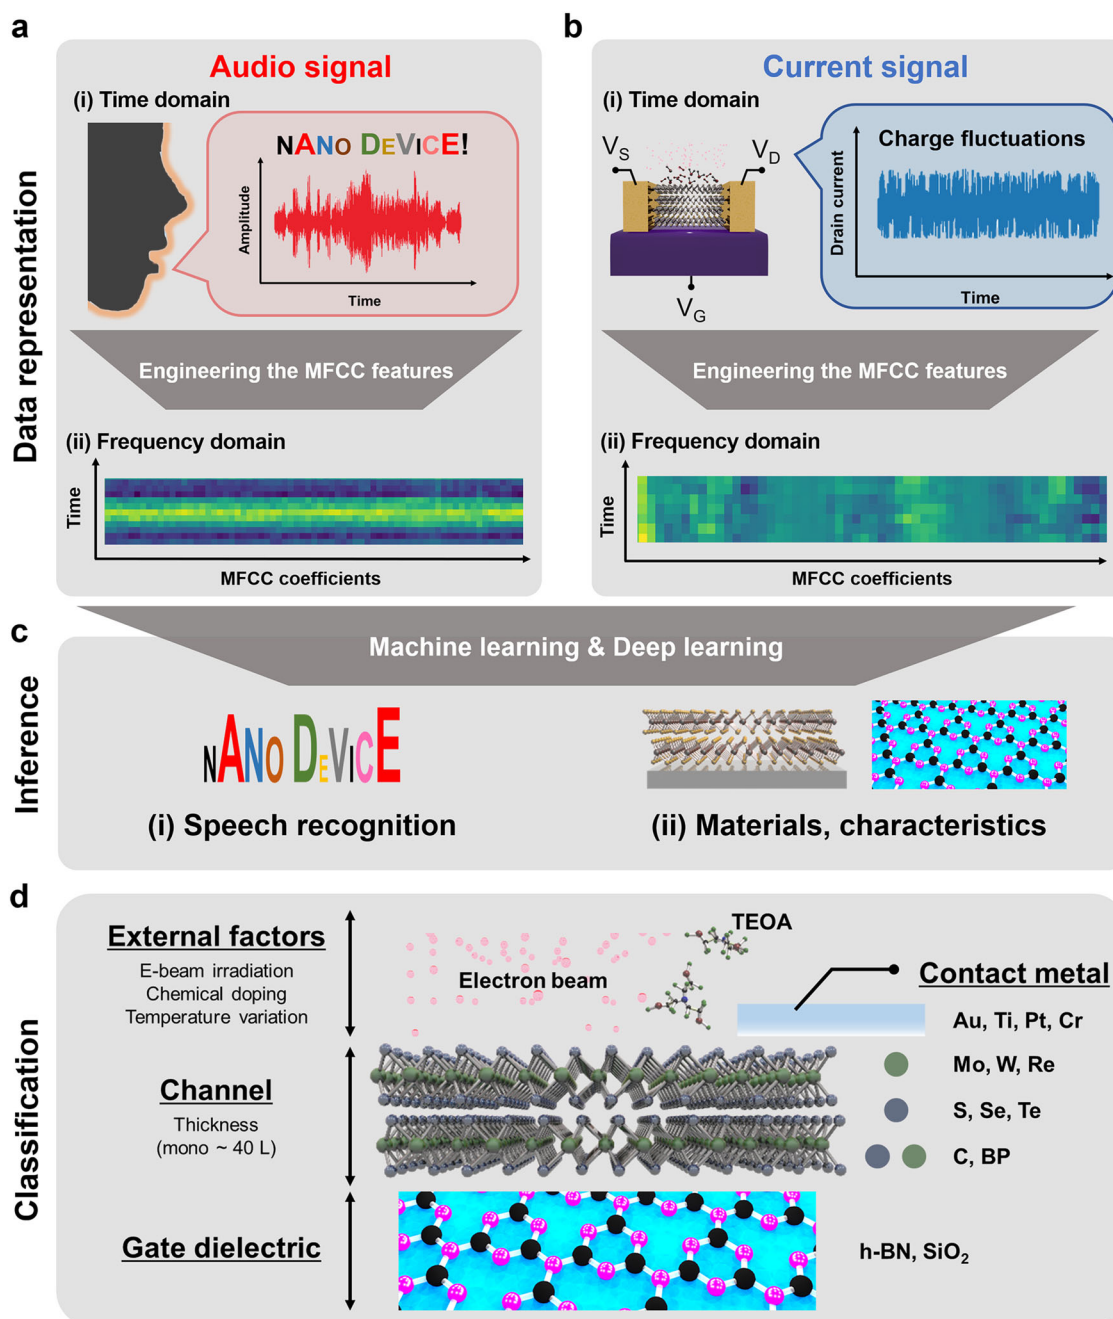 a
Data representation
Audio signal
(i) Time domain
NANO DEVICE!
Amplitude
Time
Engineering the MFCC features
(ii) Frequency domain
Time
MFCC coefficients
b
Current signal
(i) Time domain
V_S
V_D
V_G
Charge fluctuations
Drain current
Time
Engineering the MFCC features
(ii) Frequency domain
Time
MFCC coefficients
c
Inference
Machine learning & Deep learning
NANO DEVICE
(i) Speech recognition
(ii) Materials, characteristics
d
Classification
External factors
E-beam irradiation
Chemical doping
Temperature variation
Electron beam
TEOA
Contact metal
Au, Ti, Pt, Cr
Channel
Thickness
(mono ~ 40 L)
Mo, W, Re
S, Se, Te
C, BP
Gate dielectric
h-BN, SiO₂